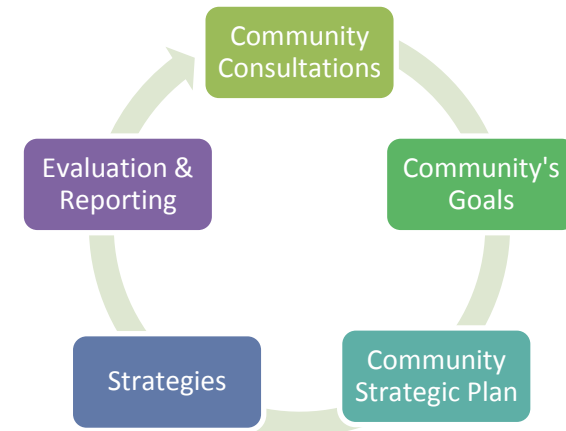 Community
Consultations
Community's
Goals
Community
Strategic Plan
Strategies
Evaluation &
Reporting